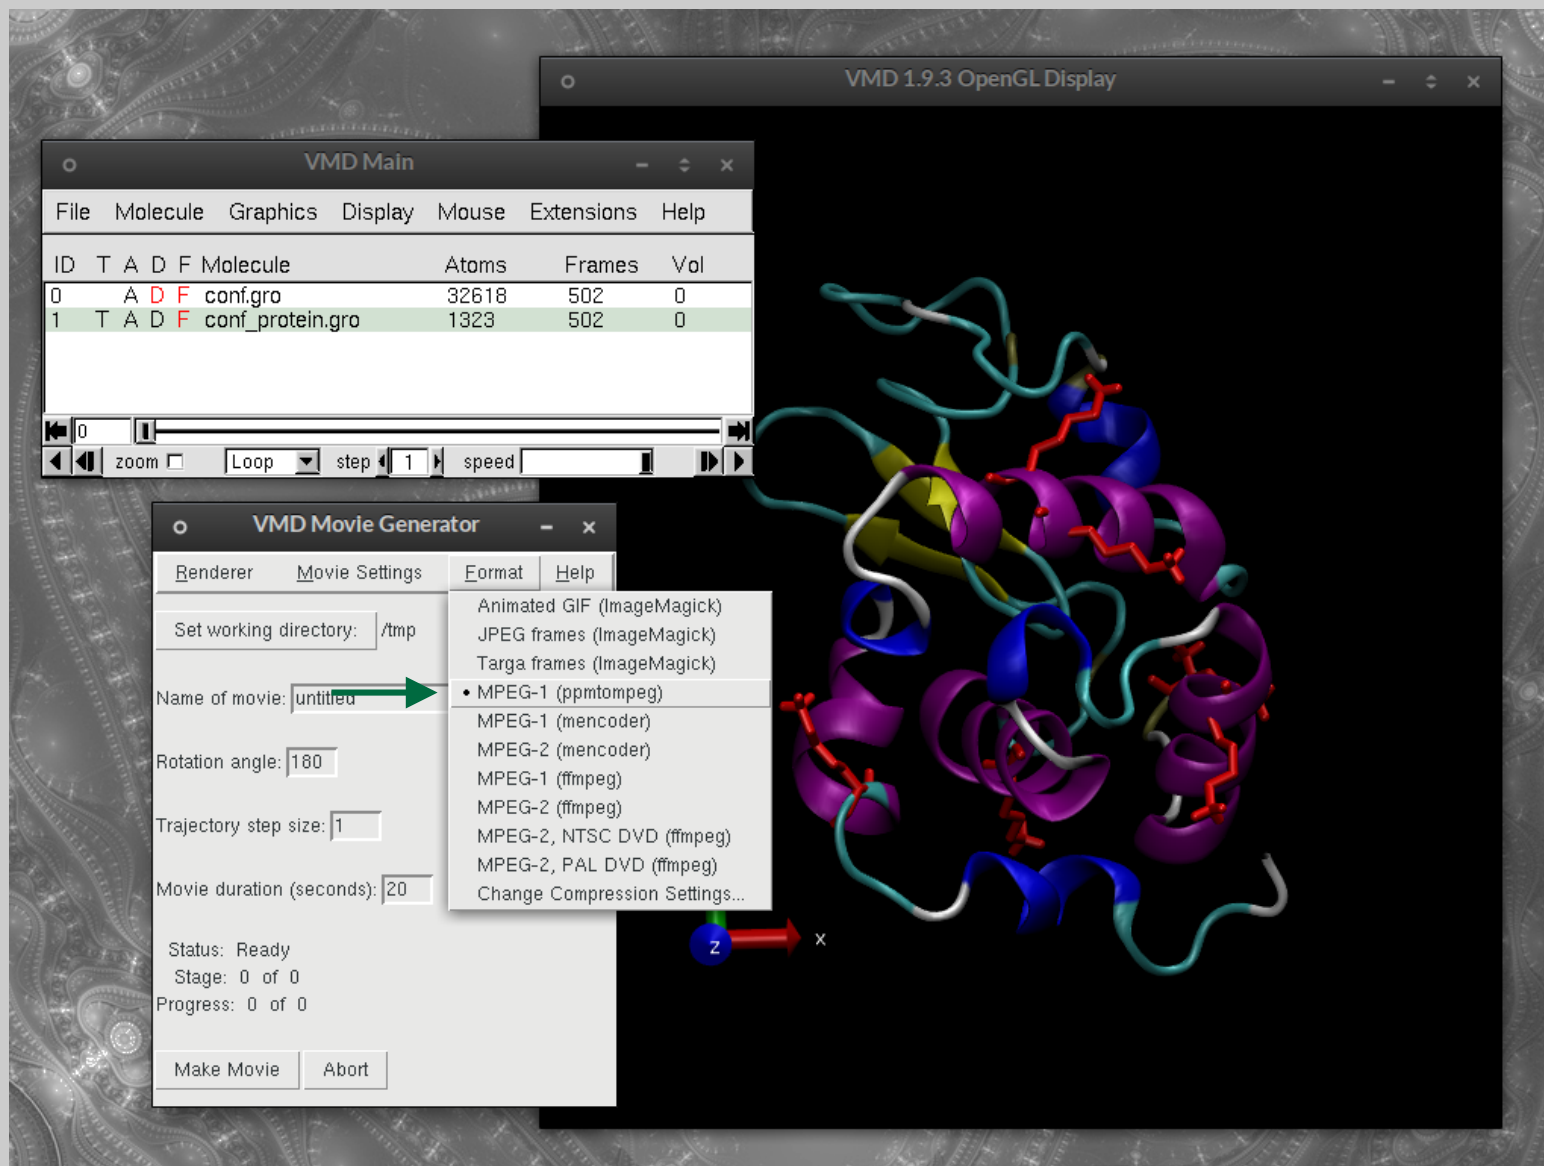 VMD 1.9.3 OpenGL Display
VMD Main
File Molecule Graphics Display Mouse Extensions Help
ID T A D F Molecule Atoms Frames Vol
0 A D F conf.gro 32618 502 0
1 T A D F conf_protein.gro 1323 502 0
0
zoom Loop step 1 speed
VMD Movie Generator
Renderer Movie Settings Format Help
Set working directory: /tmp
Name of movie: untitled
Rotation angle: 180
Trajectory step size: 1
Movie duration (seconds): 20
Status: Ready
Stage: 0 of 0
Progress: 0 of 0
Make Movie Abort
Animated GIF (ImageMagick)
JPEG frames (ImageMagick)
Targa frames (ImageMagick)
MPEG-1 (ppmtompeg)
MPEG-1 (mencoder)
MPEG-2 (mencoder)
MPEG-1 (ffmpeg)
MPEG-2 (ffmpeg)
MPEG-2, NTSC DVD (ffmpeg)
MPEG-2, PAL DVD (ffmpeg)
Change Compression Settings...
Z X